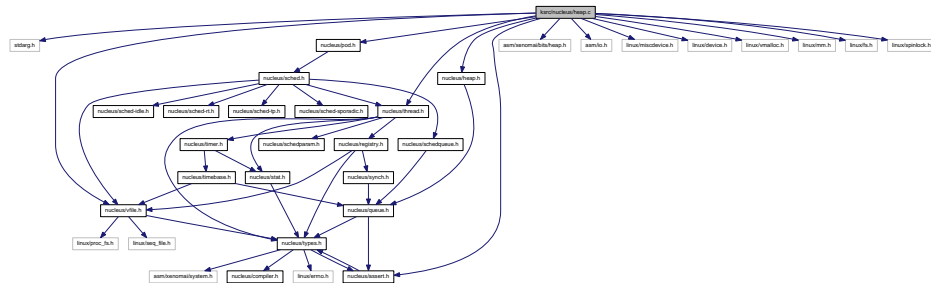 ksrc/nucleus/heap.c
stdarg.h
nucleus/pod.h
asm/xenomai/bits/heap.h
asm/io.h
linux/miscdevice.h
linux/device.h
linux/vmalloc.h
linux/mm.h
linux/fs.h
linux/spinlock.h
nucleus/sched.h
nucleus/heap.h
nucleus/sched-idle.h
nucleus/sched-rt.h
nucleus/sched-tp.h
nucleus/sched-sporadic.h
nucleus/thread.h
nucleus/timer.h
nucleus/schedparam.h
nucleus/registry.h
nucleus/schedqueue.h
nucleus/timebase.h
nucleus/stat.h
nucleus/synch.h
nucleus/vfile.h
nucleus/queue.h
linux/proc_fs.h
linux/seq_file.h
nucleus/types.h
asm/xenomai/system.h
nucleus/compiler.h
linux/errno.h
nucleus/assert.h